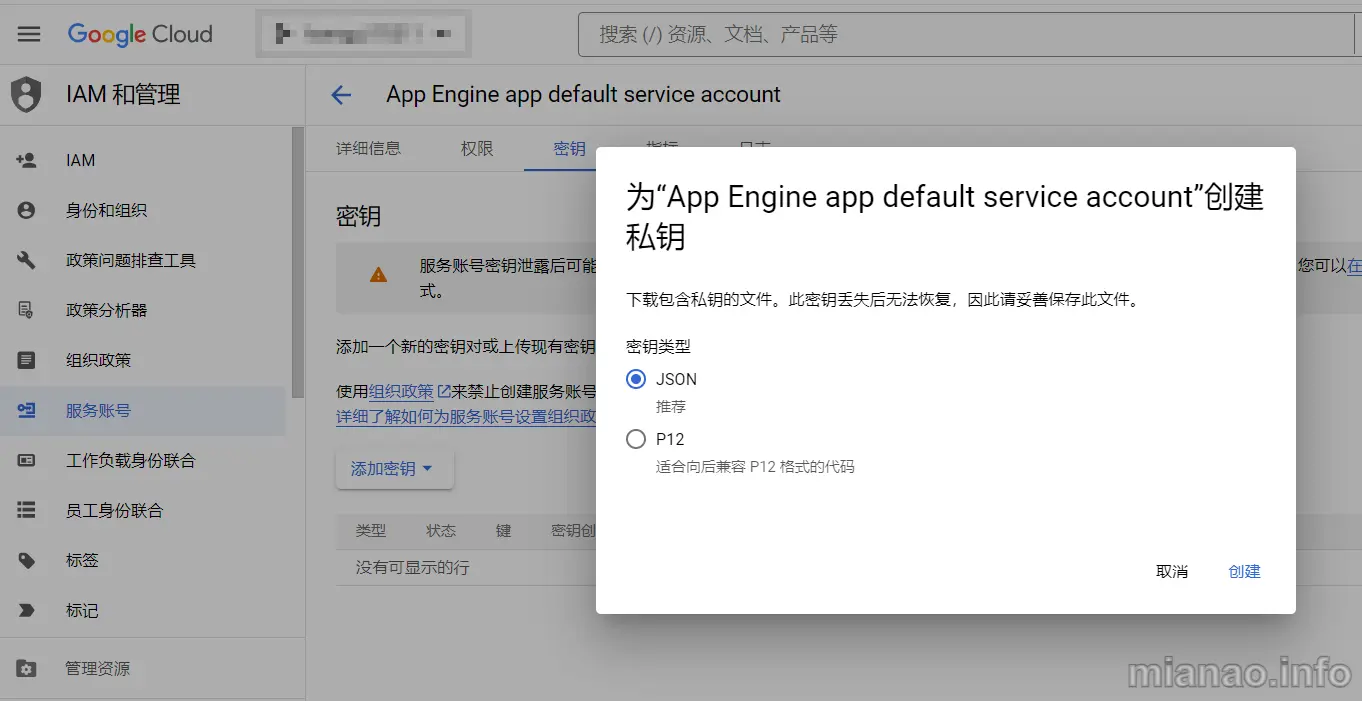 Google Cloud
搜索 (/) 资源、文档、产品等
IAM 和管理
App Engine app default service account
IAM
身份和组织
政策问题排查工具
政策分析器
组织政策
服务账号
工作负载身份联合
员工身份联合
标签
标记
管理资源
详细信息 权限 密钥 指标 日志
密钥
服务账号密钥泄露后可能
您可以在
式。
添加一个新的密钥对或上传现有密钥
使用组织政策来禁止创建服务账号
详细了解如何为服务账号设置组织政
添加密钥
类型 状态 键 密钥创
没有可显示的行
为“App Engine app default service account”创建
私钥
下载包含私钥的文件。此密钥丢失后无法恢复，因此请妥善保存此文件。
密钥类型
JSON
推荐
P12
适合向后兼容 P12 格式的代码
取消 创建
mianao.info